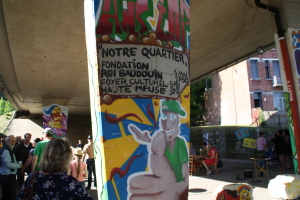 NOTRE QUARTIER.
FONDATION
ROI BAUDOUIN
FOYER CULTUREL
HAUTE MEUSE